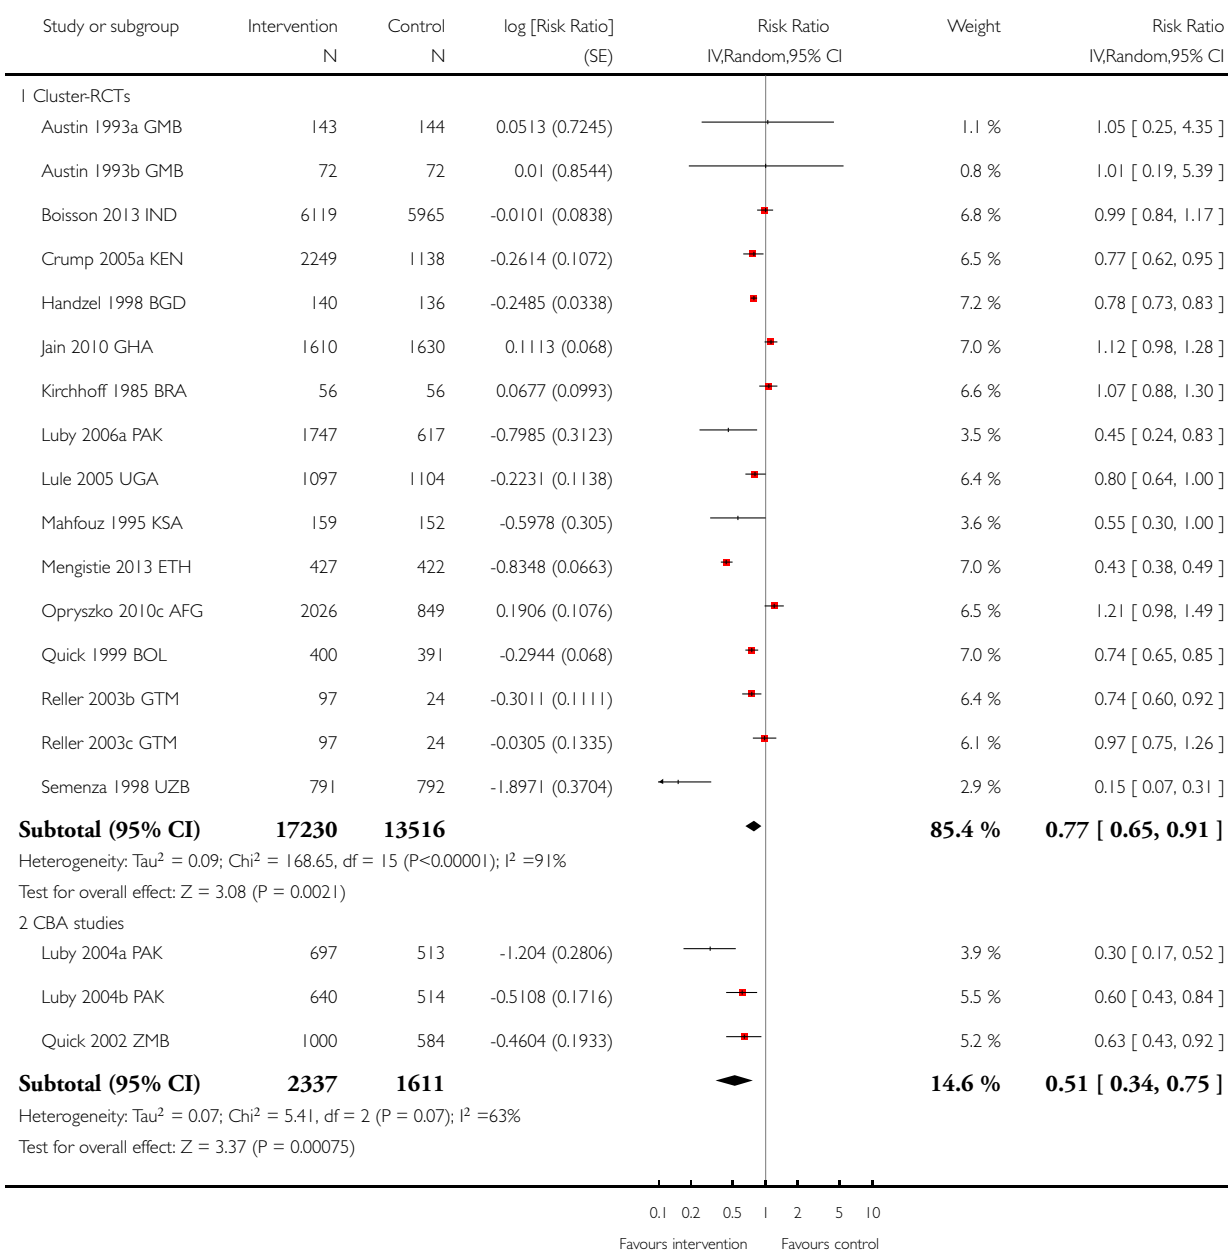 Study or subgroup Intervention Control log [Risk Ratio] Risk Ratio Weight Risk Ratio
N N (SE) IV,Random,95% CI IV,Random,95% CI
1 Cluster-RCTs
Austin 1993a GMB 143 144 0.0513 (0.7245) 1.1 % 1.05 [ 0.25, 4.35 ]
Austin 1993b GMB 72 72 0.01 (0.8544) 0.8 % 1.01 [ 0.19, 5.39 ]
Boisson 2013 IND 6119 5965 -0.0101 (0.0838) 6.8 % 0.99 [ 0.84, 1.17 ]
Crump 2005a KEN 2249 1138 -0.2614 (0.1072) 6.5 % 0.77 [ 0.62, 0.95 ]
Handzel 1998 BGD 140 136 -0.2485 (0.0338) 7.2 % 0.78 [ 0.73, 0.83 ]
Jain 2010 GHA 1610 1630 0.1113 (0.068) 7.0 % 1.12 [ 0.98, 1.28 ]
Kirchhoff 1985 BRA 56 56 0.0677 (0.0993) 6.6 % 1.07 [ 0.88, 1.30 ]
Luby 2006a PAK 1747 617 -0.7985 (0.3123) 3.5 % 0.45 [ 0.24, 0.83 ]
Lule 2005 UGA 1097 1104 -0.2231 (0.1138) 6.4 % 0.80 [ 0.64, 1.00 ]
Mahfouz 1995 KSA 159 152 -0.5978 (0.305) 3.6 % 0.55 [ 0.30, 1.00 ]
Mengistie 2013 ETH 427 422 -0.8348 (0.0663) 7.0 % 0.43 [ 0.38, 0.49 ]
Opryszko 2010c AFG 2026 849 0.1906 (0.1076) 6.5 % 1.21 [ 0.98, 1.49 ]
Quick 1999 BOL 400 391 -0.2944 (0.068) 7.0 % 0.74 [ 0.65, 0.85 ]
Reller 2003b GTM 97 24 -0.3011 (0.1111) 6.4 % 0.74 [ 0.60, 0.92 ]
Reller 2003c GTM 97 24 -0.0305 (0.1335) 6.1 % 0.97 [ 0.75, 1.26 ]
Semenza 1998 UZB 791 792 -1.8971 (0.3704) 2.9 % 0.15 [ 0.07, 0.31 ]
Subtotal (95% CI) 17230 13516 85.4 % 0.77 [ 0.65, 0.91 ]
Heterogeneity: Tau² = 0.09; Chi² = 168.65, df = 15 (P<0.00001); I² =91%
Test for overall effect: Z = 3.08 (P = 0.0021)
2 CBA studies
Luby 2004a PAK 697 513 -1.204 (0.2806) 3.9 % 0.30 [ 0.17, 0.52 ]
Luby 2004b PAK 640 514 -0.5108 (0.1716) 5.5 % 0.60 [ 0.43, 0.84 ]
Quick 2002 ZMB 1000 584 -0.4604 (0.1933) 5.2 % 0.63 [ 0.43, 0.92 ]
Subtotal (95% CI) 2337 1611 14.6 % 0.51 [ 0.34, 0.75 ]
Heterogeneity: Tau² = 0.07; Chi² = 5.41, df = 2 (P = 0.07); I² =63%
Test for overall effect: Z = 3.37 (P = 0.00075)
0.1 0.2 0.5 1 2 5 10
Favours intervention Favours control